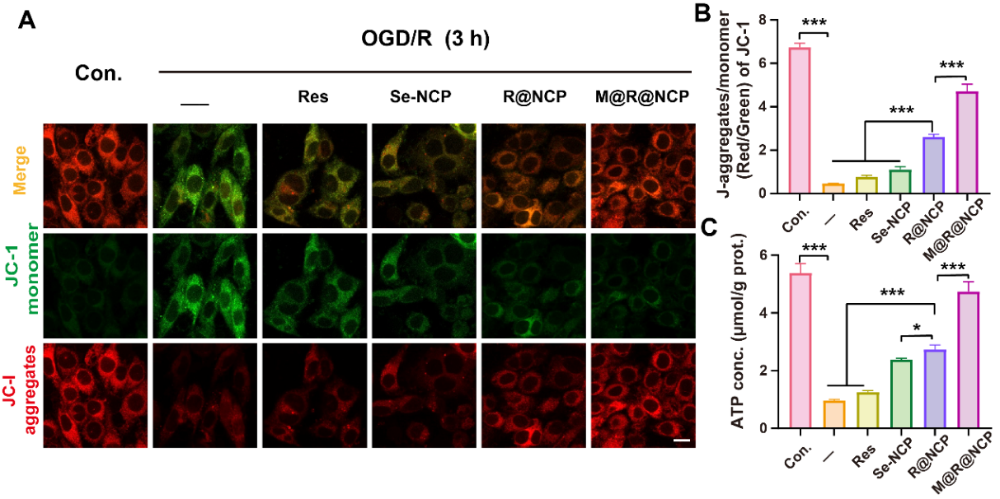 A
OGD/R (3 h)
Con.
—
Res
Se-NCP
R@NCP
M@R@NCP
Merge
JC-1
monomer
JC-I
aggregates
B
J-aggregates/monomer
(Red/Green) of JC-1
8
6
4
2
0
***
***
***
Con.
—
Res
Se-NCP
R@NCP
M@R@NCP
C
ATP conc. (μmol/g prot.)
6
4
2
0
***
***
*
***
Con.
—
Res
Se-NCP
R@NCP
M@R@NCP